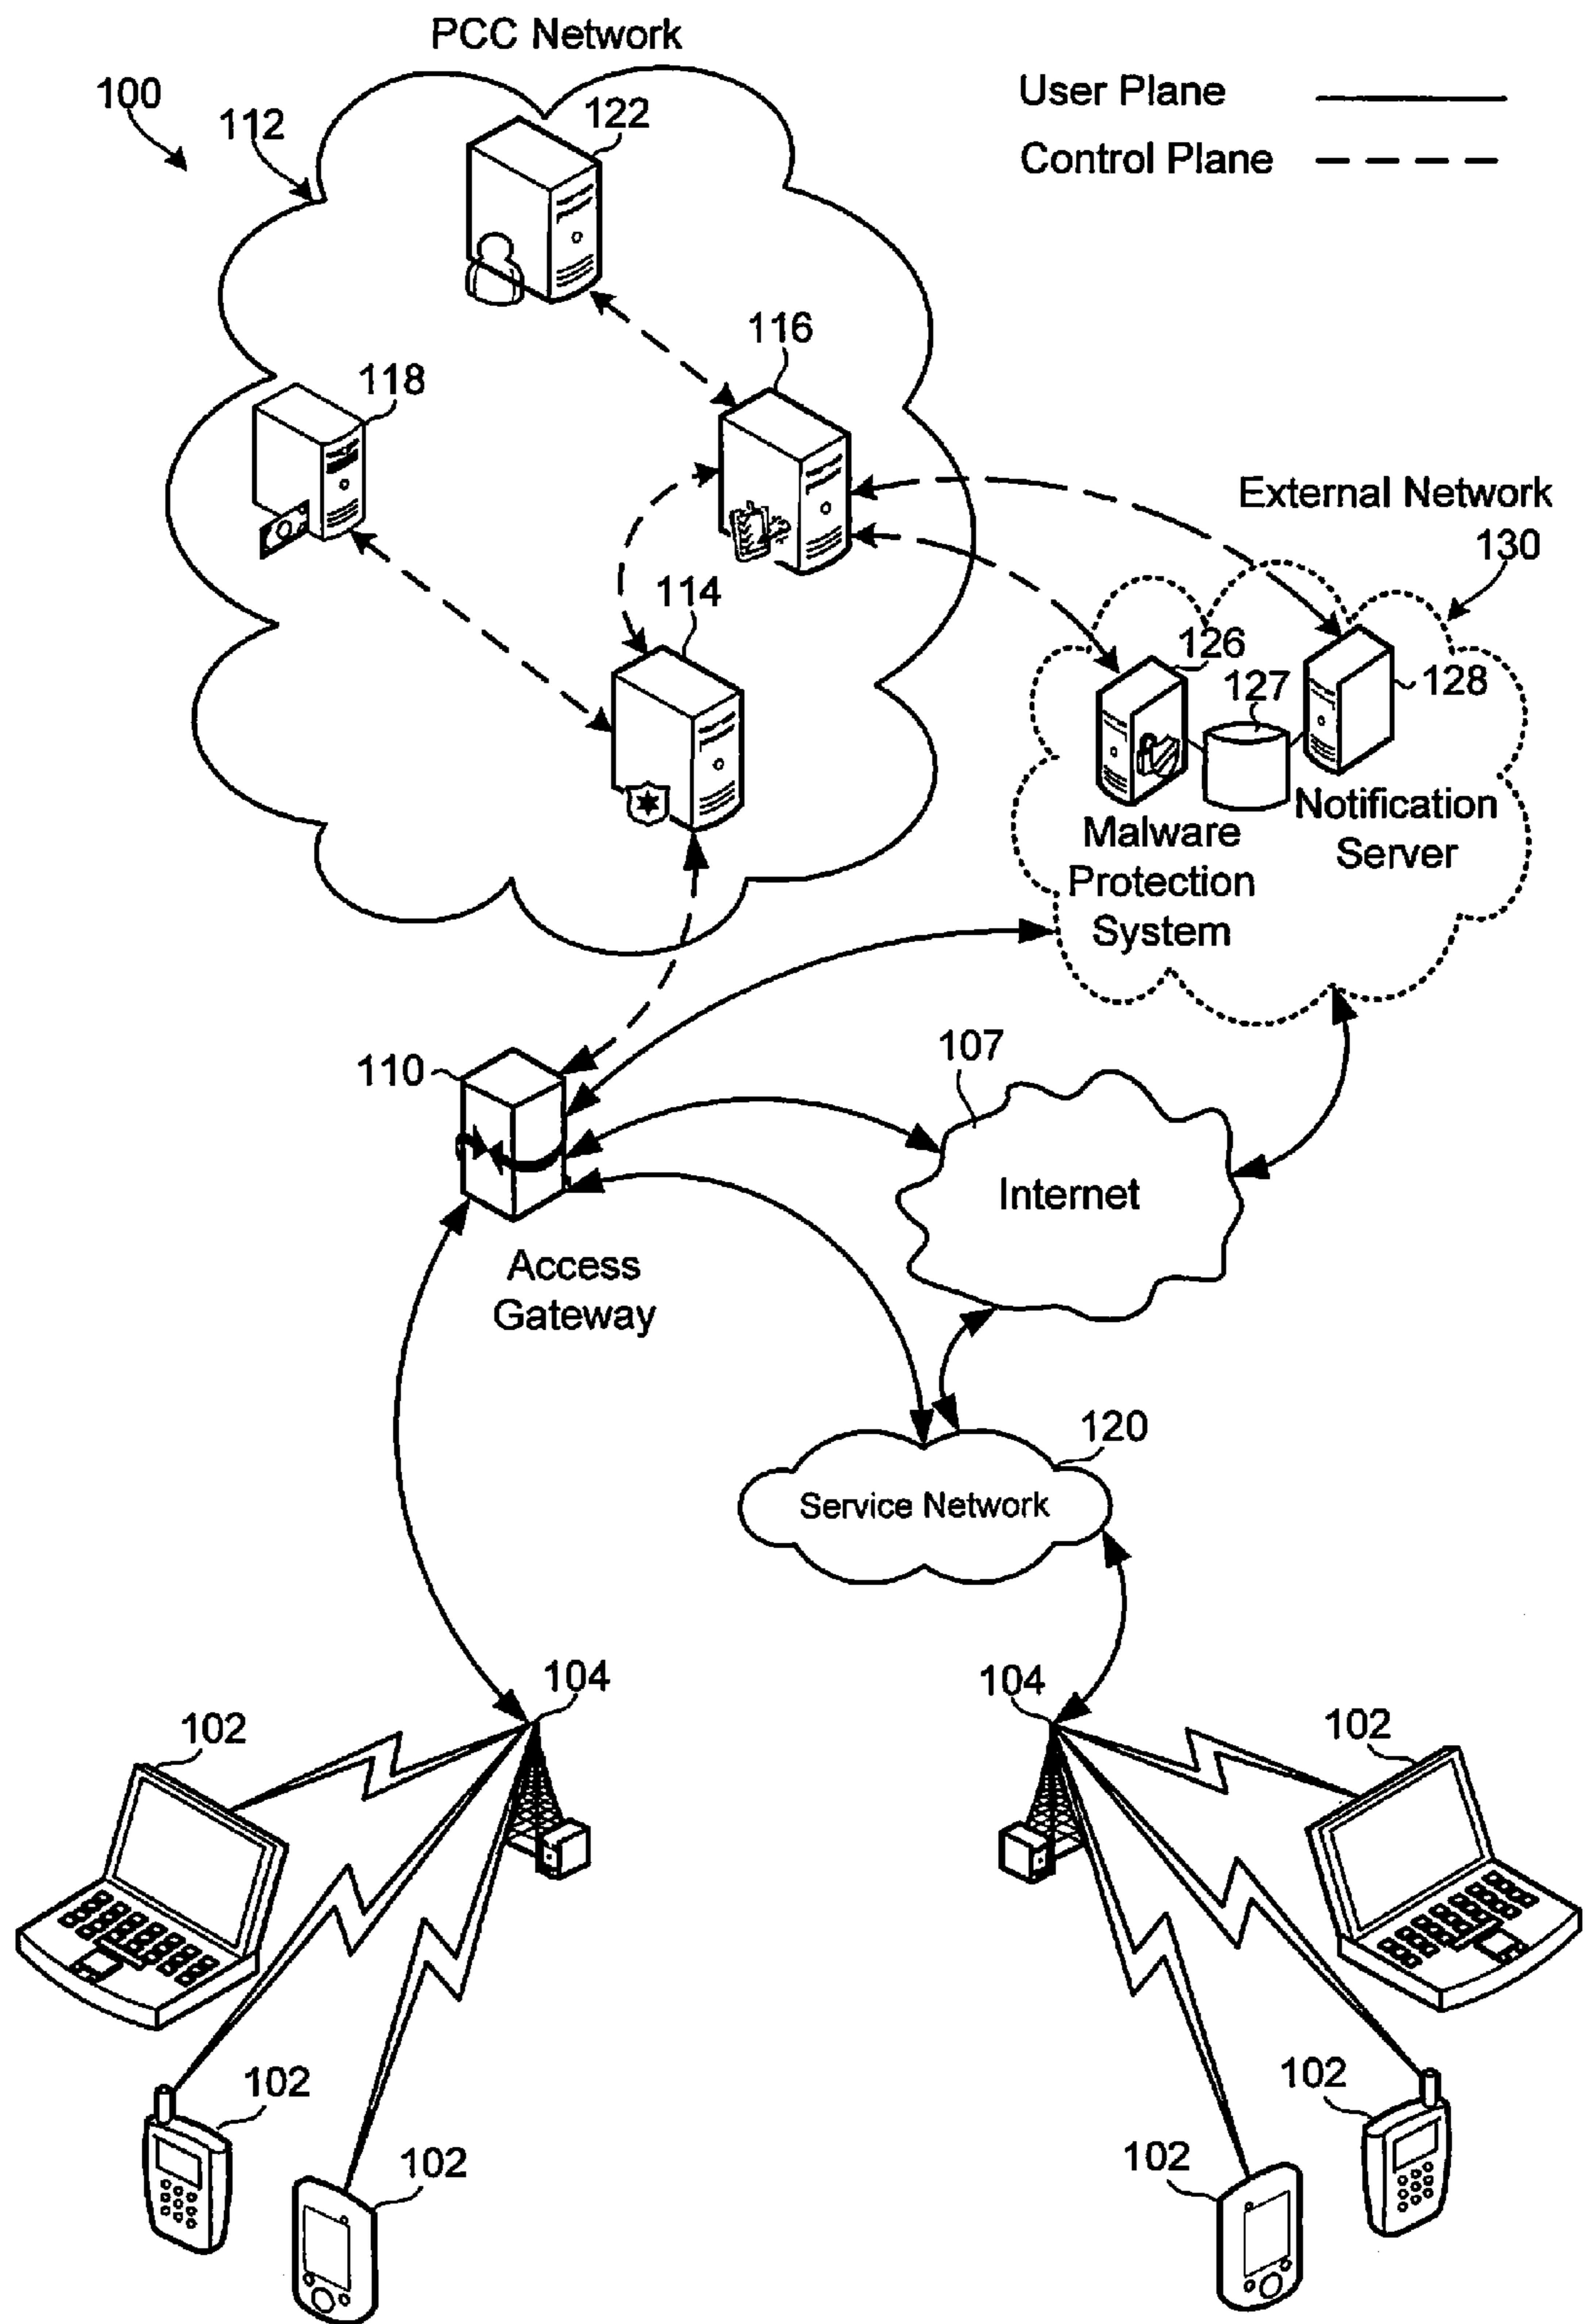 PCC Network
User Plane
Control Plane
100
112
122
116
118
114
External Network
130
126
127
128
Malware
Protection
System
Notification
Server
110
Access
Gateway
107
Internet
120
Service Network
104
104
102
102
102
102
102
102